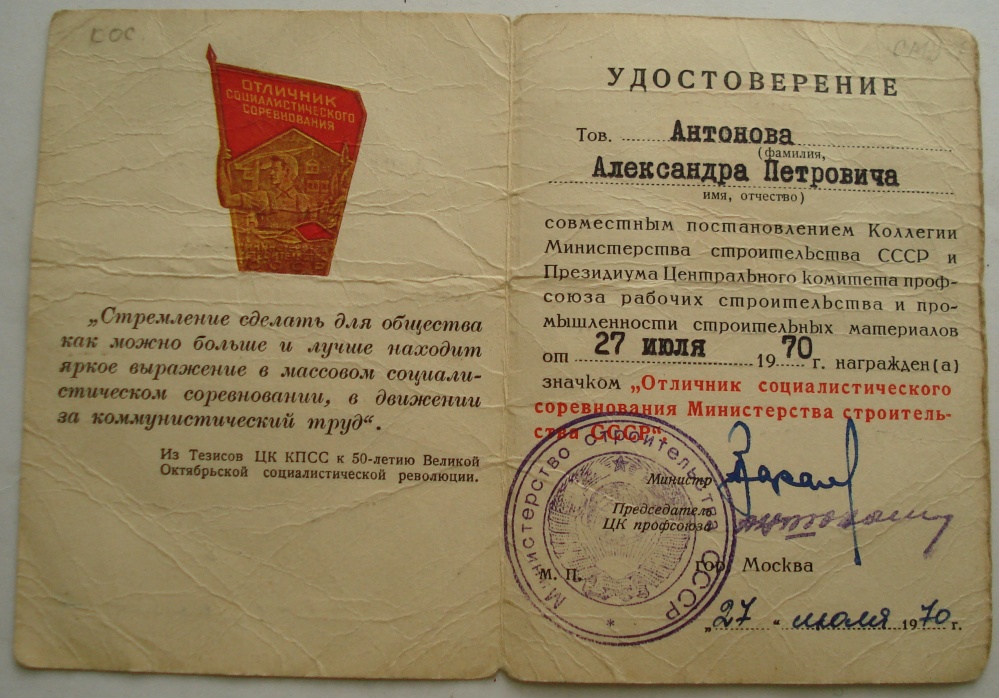 ОТЛИЧНИК
СОЦИАЛИСТИЧЕСКОГО
СОРЕВНОВАНИЯ
„Стремление сделать для общества
как можно больше и лучше находит
яркое выражение в массовом социали-
стическом соревновании, в движении
за коммунистический труд“.
Из Тезисов ЦК КПСС к 50-летию Великой
Октябрьской социалистической революции.
УДОСТОВЕРЕНИЕ
Тов. Антонова
(фамилия,
Александра Петровича
имя, отчество)
совместным постановлением Коллегии
Министерства строительства СССР и
Президиума Центрального комитета проф-
союза рабочих строительства и про-
мышленности строительных материалов
от 27 июля 1970 г. награжден(а)
значком „Отличник социалистического
соревнования Министерства строитель-
ства СССР“.
Министр
Председатель
ЦК профсоюза
Министерство строительства СССР
М. П.
гор. Москва
„27“ июля 1970 г.